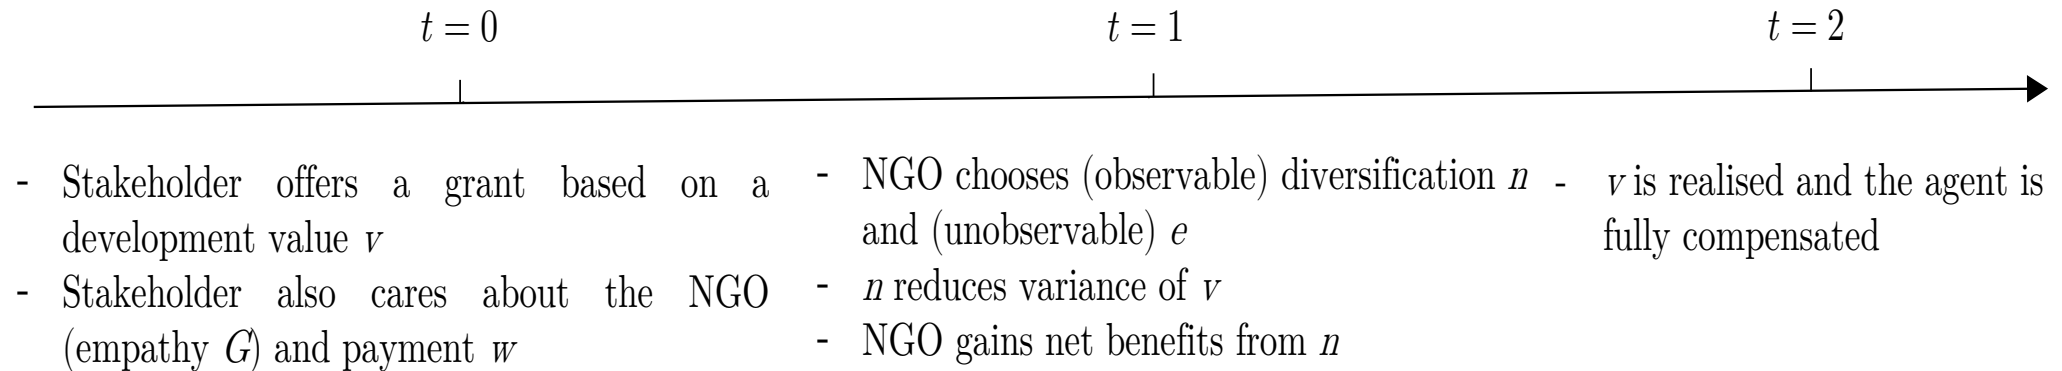 t = 0
t = 1
t = 2
- Stakeholder offers a grant based on a
development value v
- Stakeholder also cares about the NGO
(empathy G) and payment w
- NGO chooses (observable) diversification n
and (unobservable) e
- n reduces variance of v
- NGO gains net benefits from n
- v is realised and the agent is
fully compensated